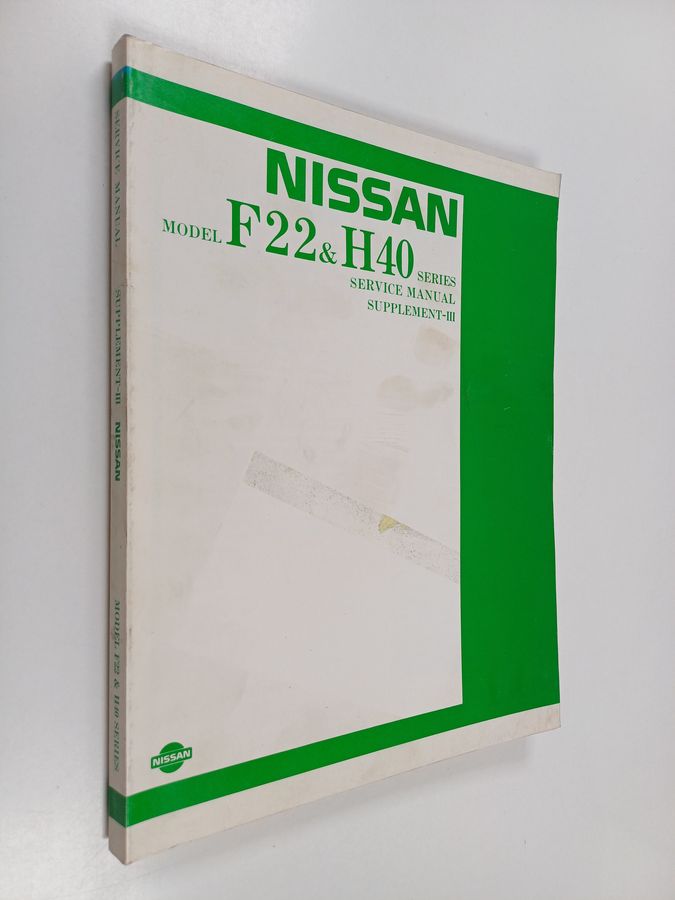 NISSAN
MODEL F22 & H40 SERIES
SERVICE MANUAL
SUPPLEMENT-III
NISSAN
SERVICE MANUAL SUPPLEMENT-III NISSAN MODEL F22 & H40 SERIES